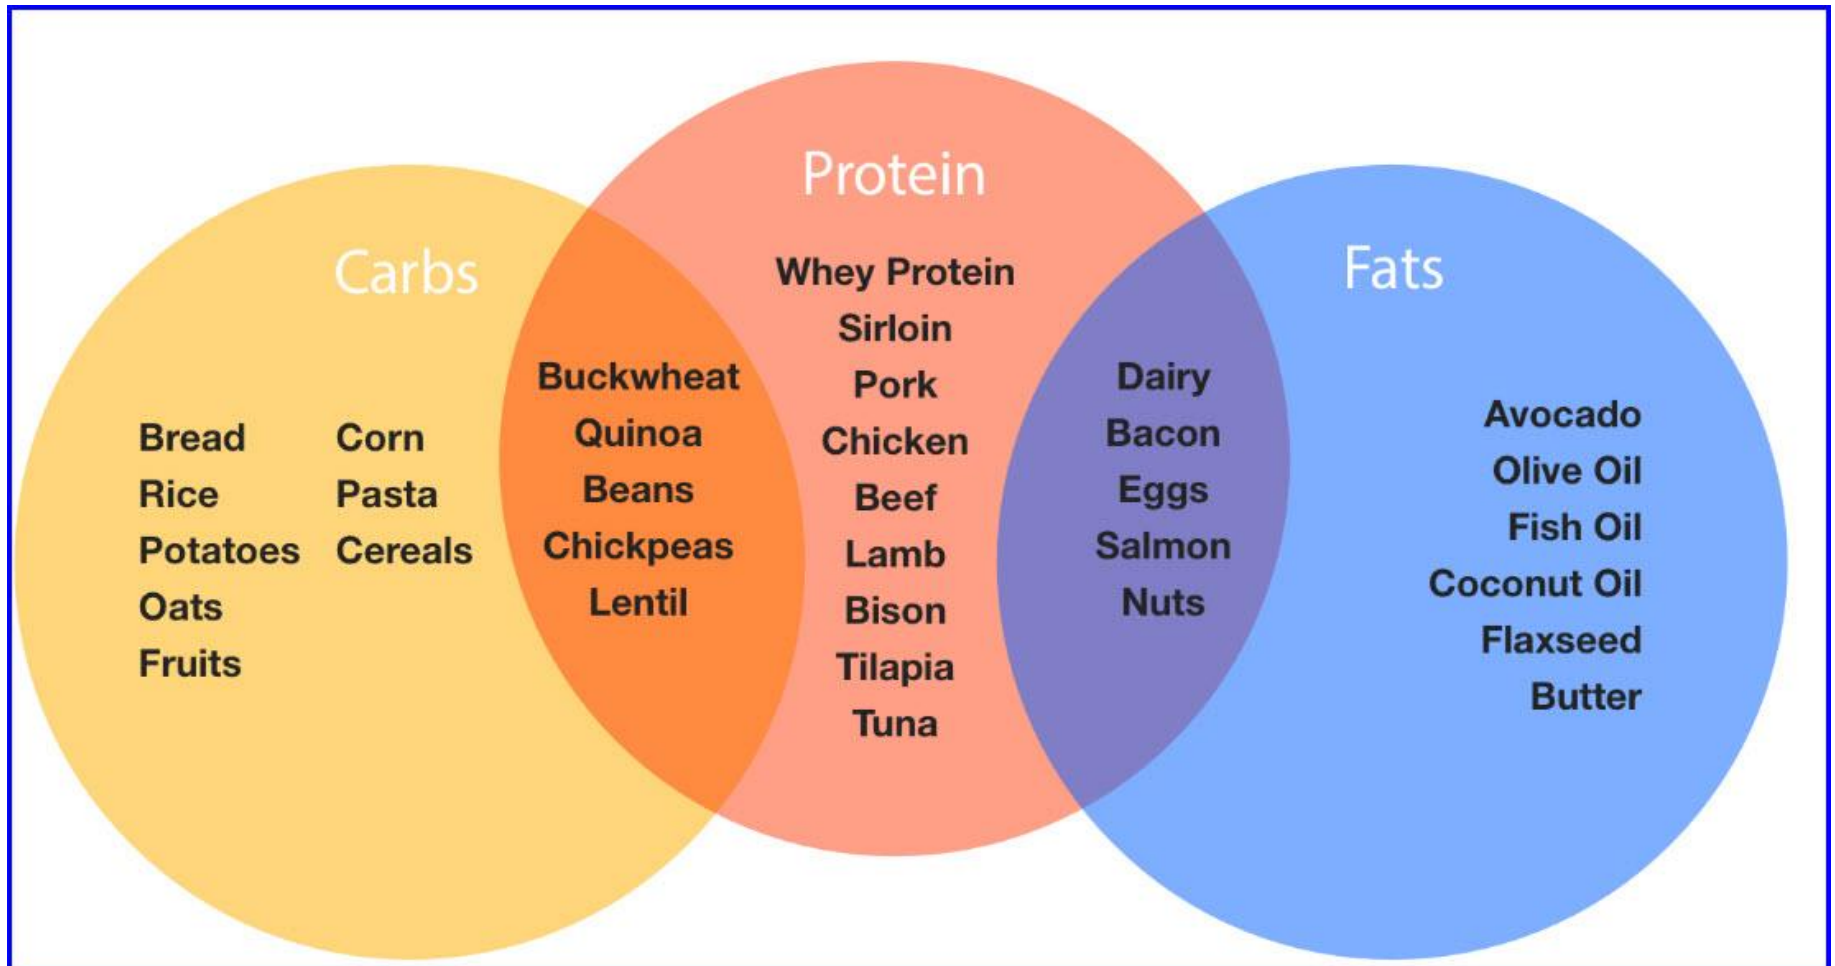 Protein
Carbs
Fats
Bread
Rice
Potatoes
Oats
Fruits
Corn
Pasta
Cereals
Buckwheat
Quinoa
Beans
Chickpeas
Lentil
Whey Protein
Sirloin
Pork
Chicken
Beef
Lamb
Bison
Tilapia
Tuna
Dairy
Bacon
Eggs
Salmon
Nuts
Avocado
Olive Oil
Fish Oil
Coconut Oil
Flaxseed
Butter